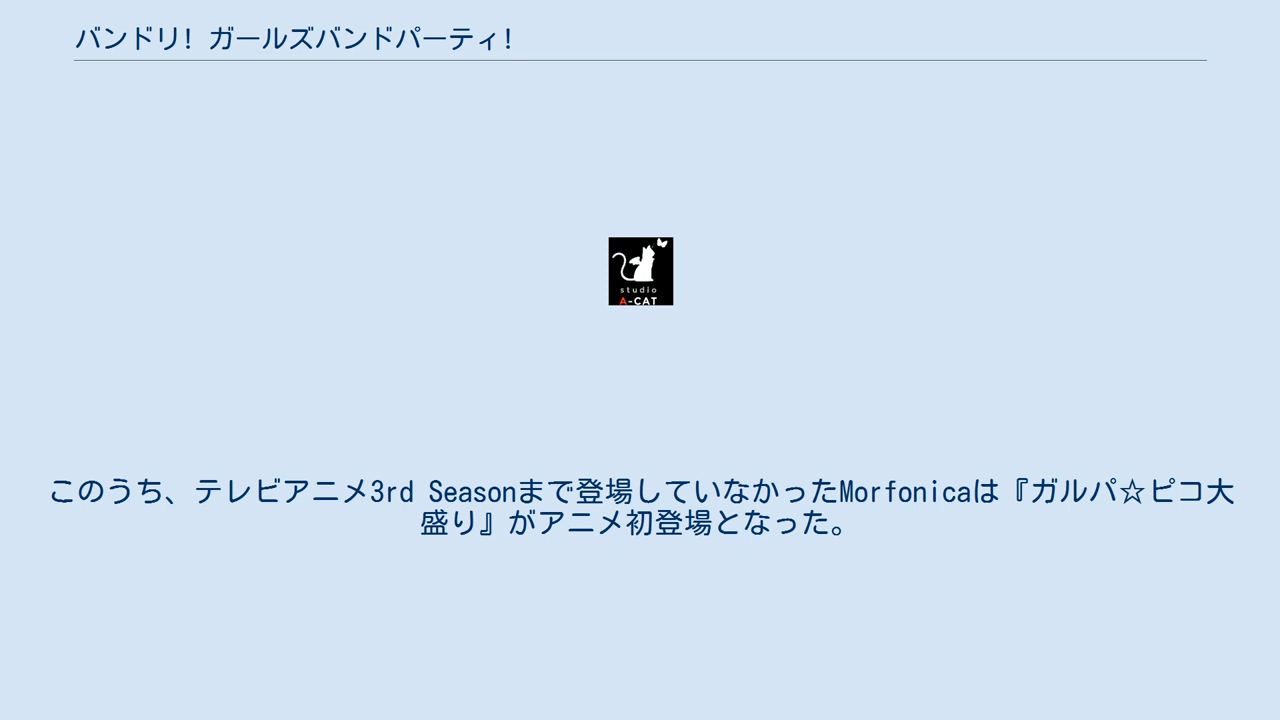 バンドリ! ガールズバンドパーティ!
studio
A-CAT
このうち、テレビアニメ3rd Seasonまで登場していなかったMorfonicaは『ガルパ☆ピコ大
盛り』がアニメ初登場となった。